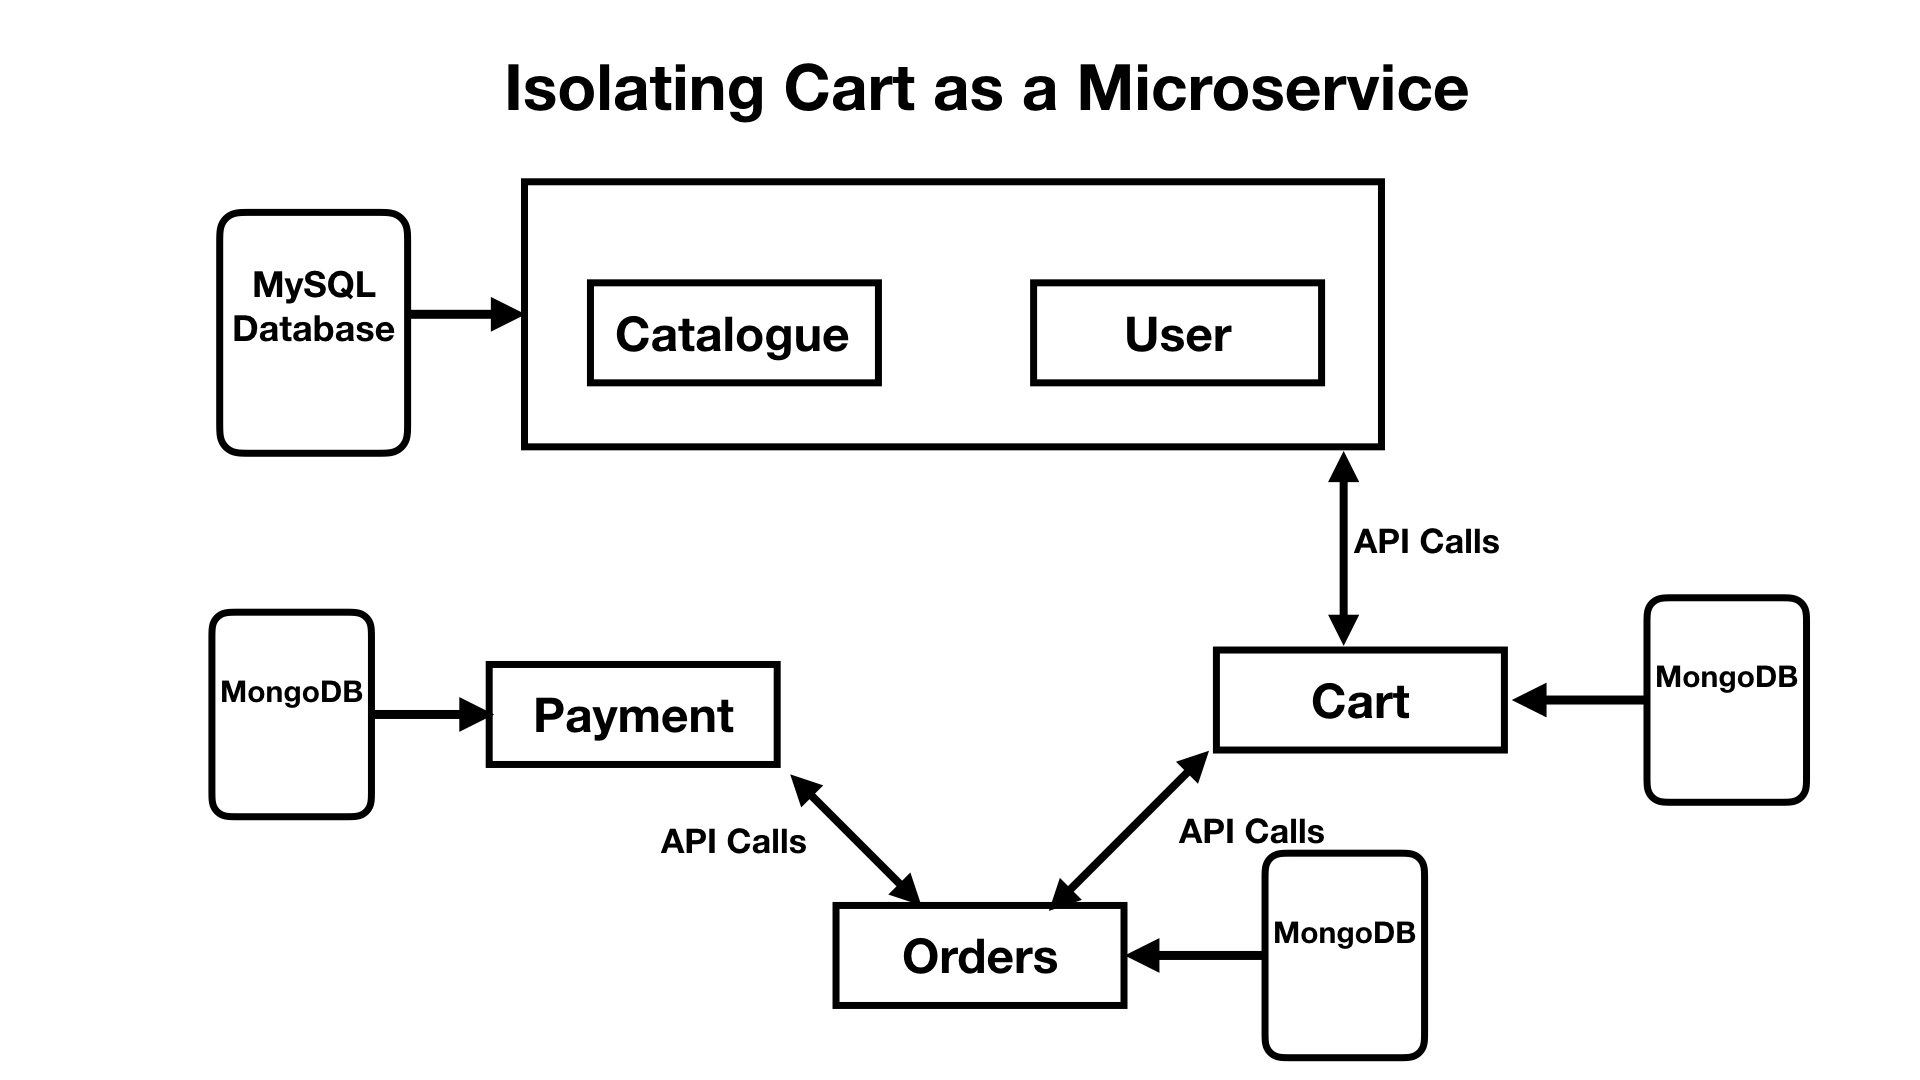 Isolating Cart as a Microservice
MySQL
Database
Catalogue
User
API Calls
MongoDB
Payment
Cart
MongoDB
API Calls
API Calls
Orders
MongoDB